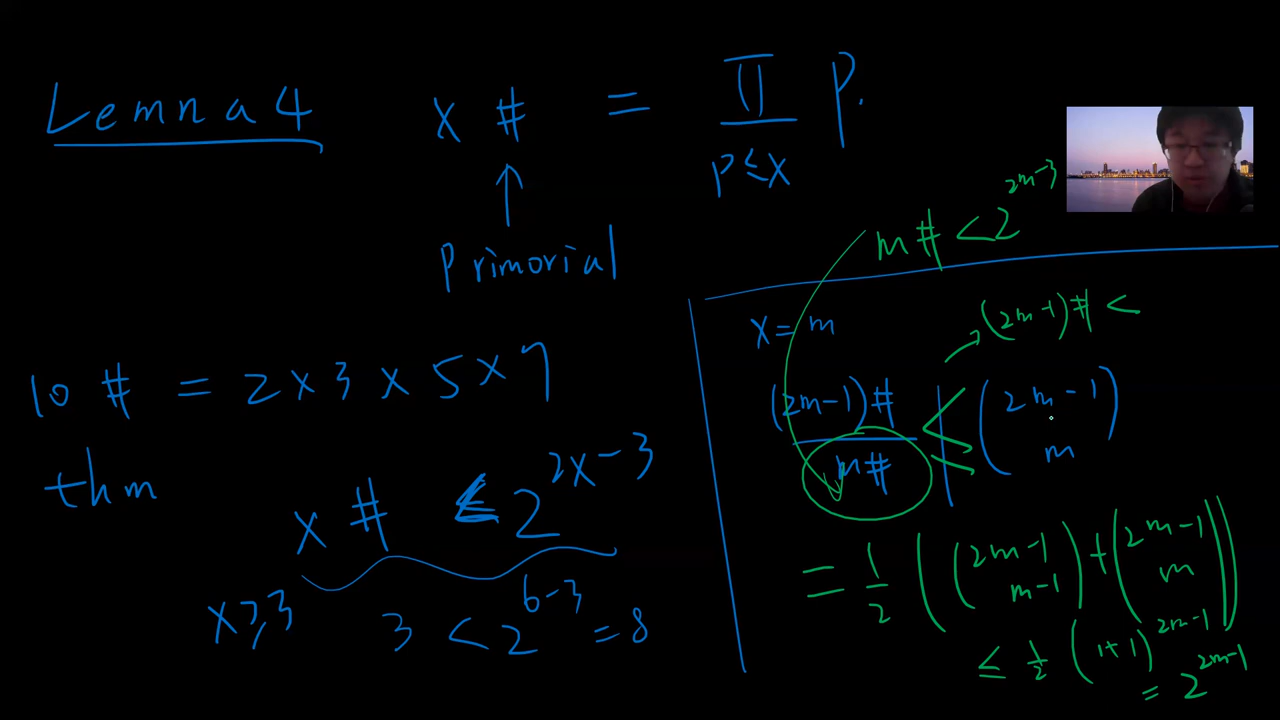 Lemna 4
x # = ∏ p.
p ≤ x
Primorial
10 # = 2 x 3 x 5 x 7
thm
x # ≤ 2^{2x-3}
x ≥ 3
3 < 2^{6-3} = 8
m # < 2^{2m-3}
x = m
(2m-1)# <
(2m-1)# / m# ≤ (2m-1 choose m)
= 1/2 ((2m-1 choose m-1) + (2m-1 choose m))
≤ 1/2 (1+1)^{2m-1}
= 2^{2m-1}